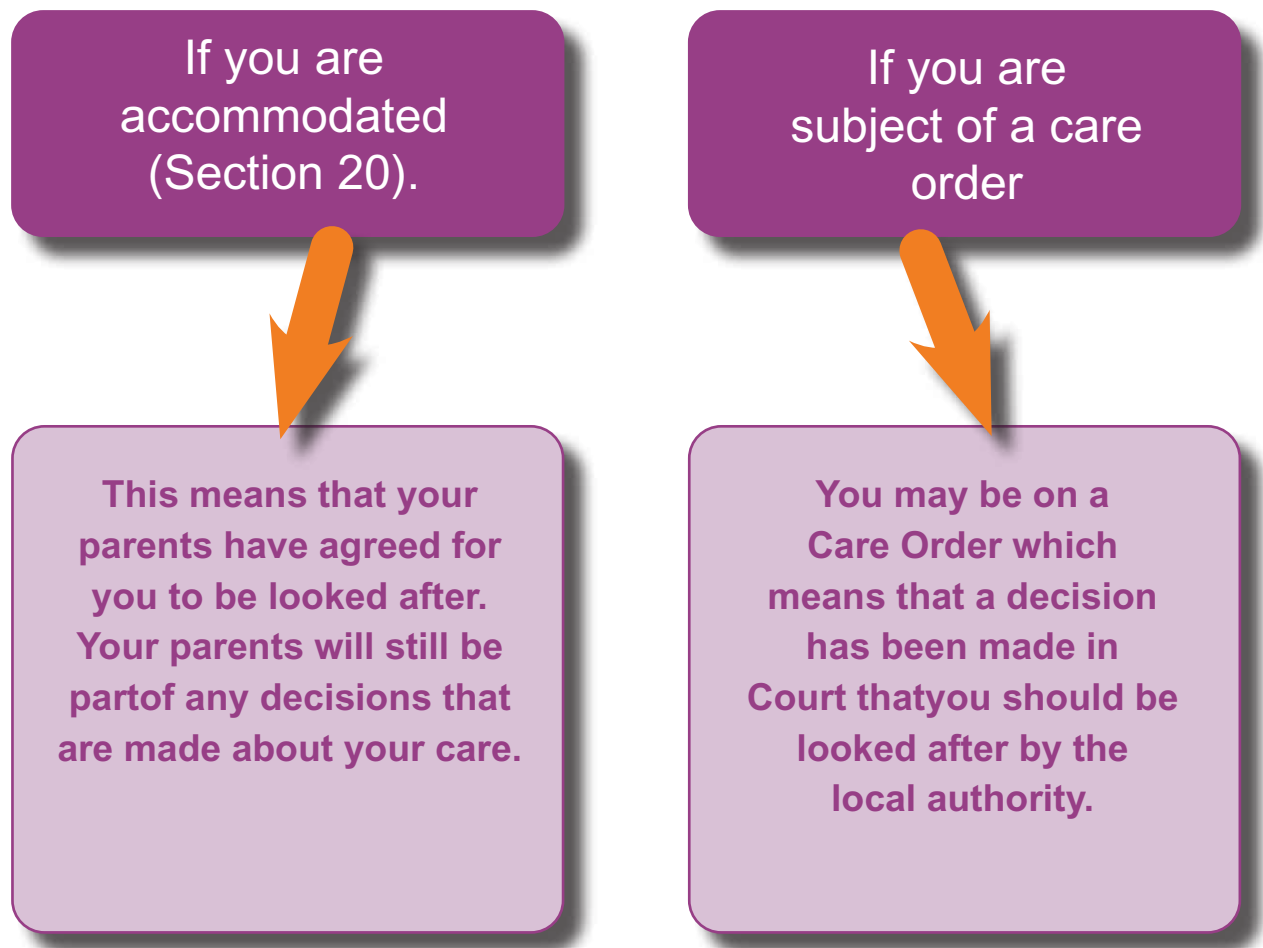 If you are
accommodated
(Section 20).
This means that your
parents have agreed for
you to be looked after.
Your parents will still be
partof any decisions that
are made about your care.
If you are
subject of a care
order
You may be on a
Care Order which
means that a decision
has been made in
Court thatyou should be
looked after by the
local authority.